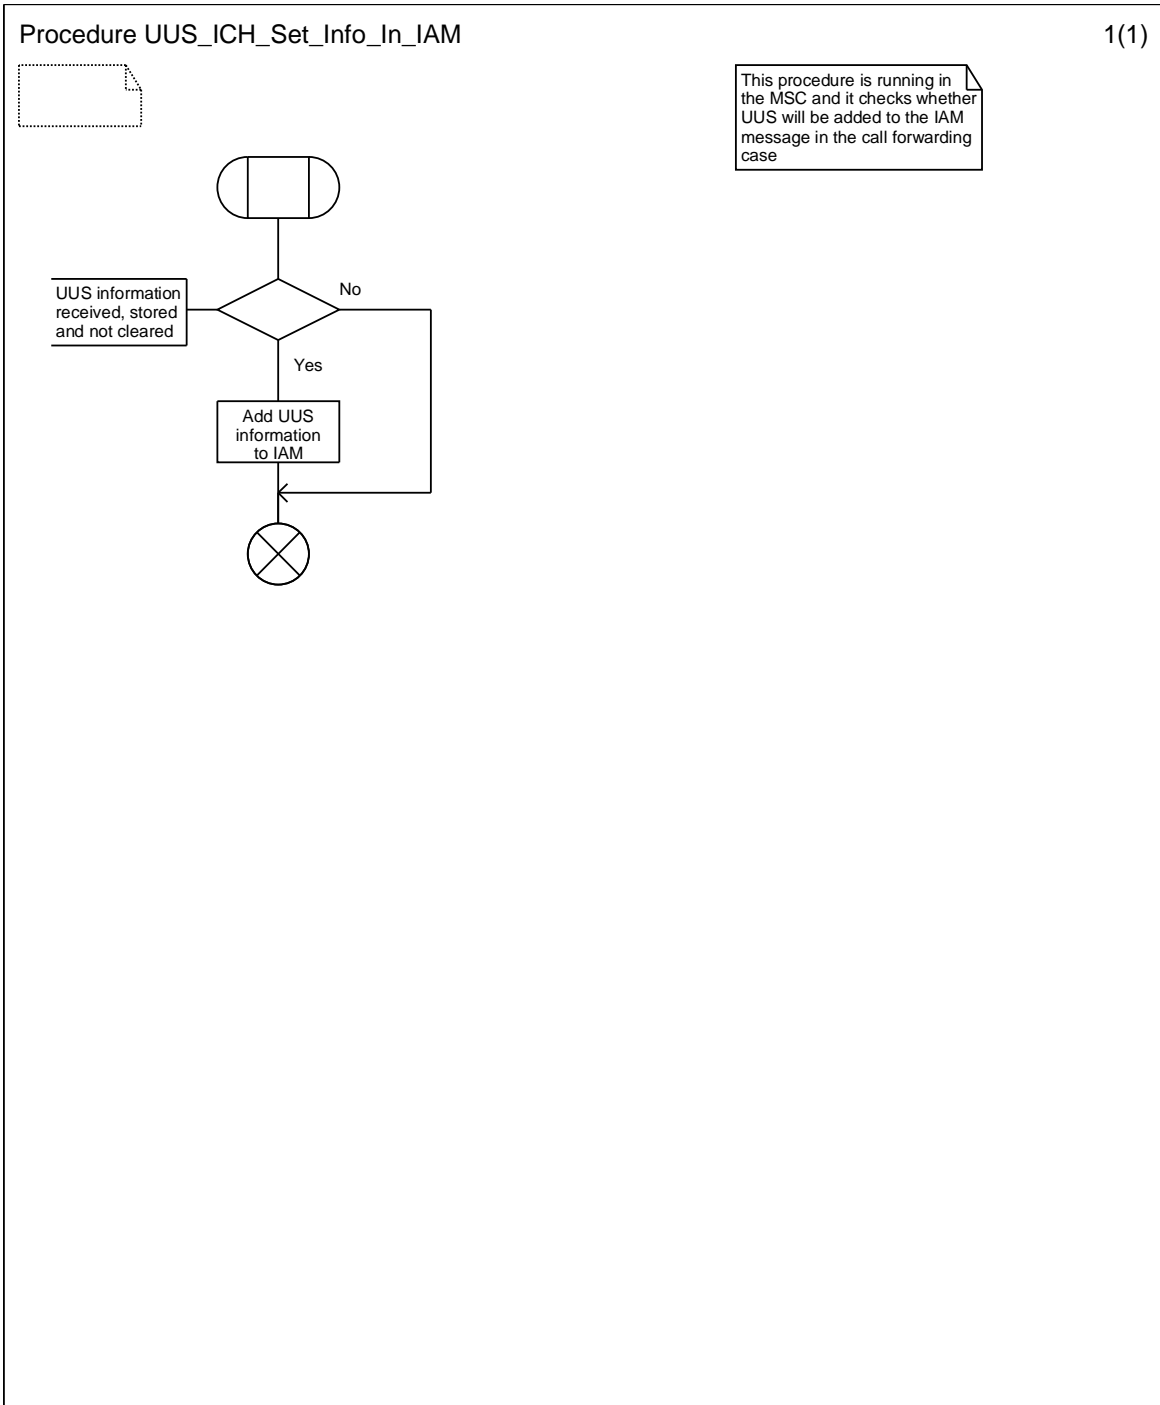 Procedure UUS_ICH_Set_Info_In_IAM
1(1)
This procedure is running in
the MSC and it checks whether
UUS will be added to the IAM
message in the call forwarding
case
UUS information
received, stored
and not cleared
No
Yes
Add UUS
information
to IAM